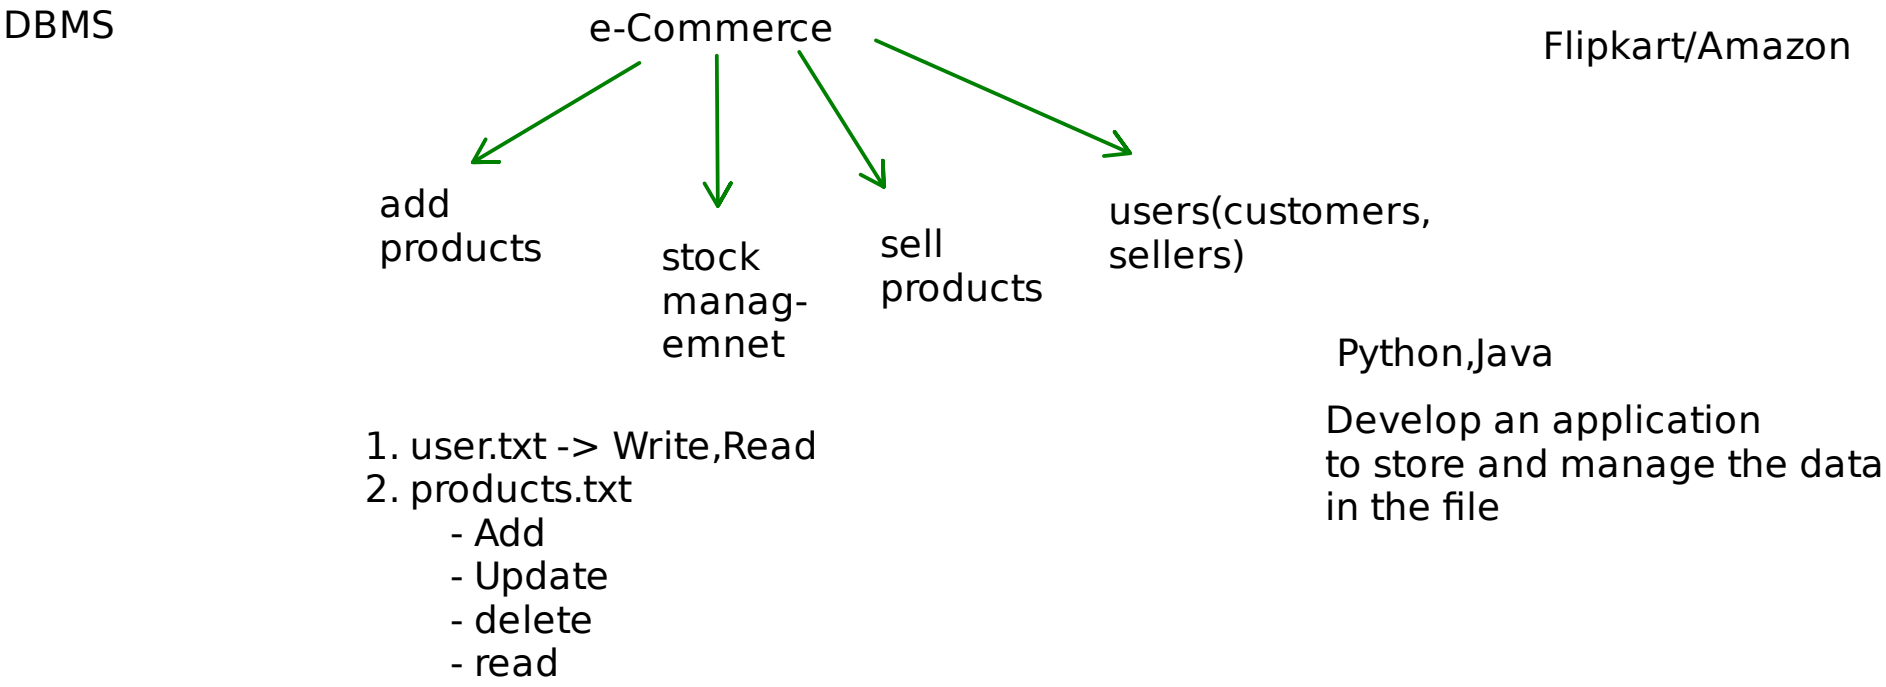 DBMS
e-Commerce
Flipkart/Amazon
add
products
stock
manag-
emnet
sell
products
users(customers,
sellers)
Python,Java
Develop an application
to store and manage the data
in the file
1. user.txt -> Write,Read
2. products.txt
- Add
- Update
- delete
- read